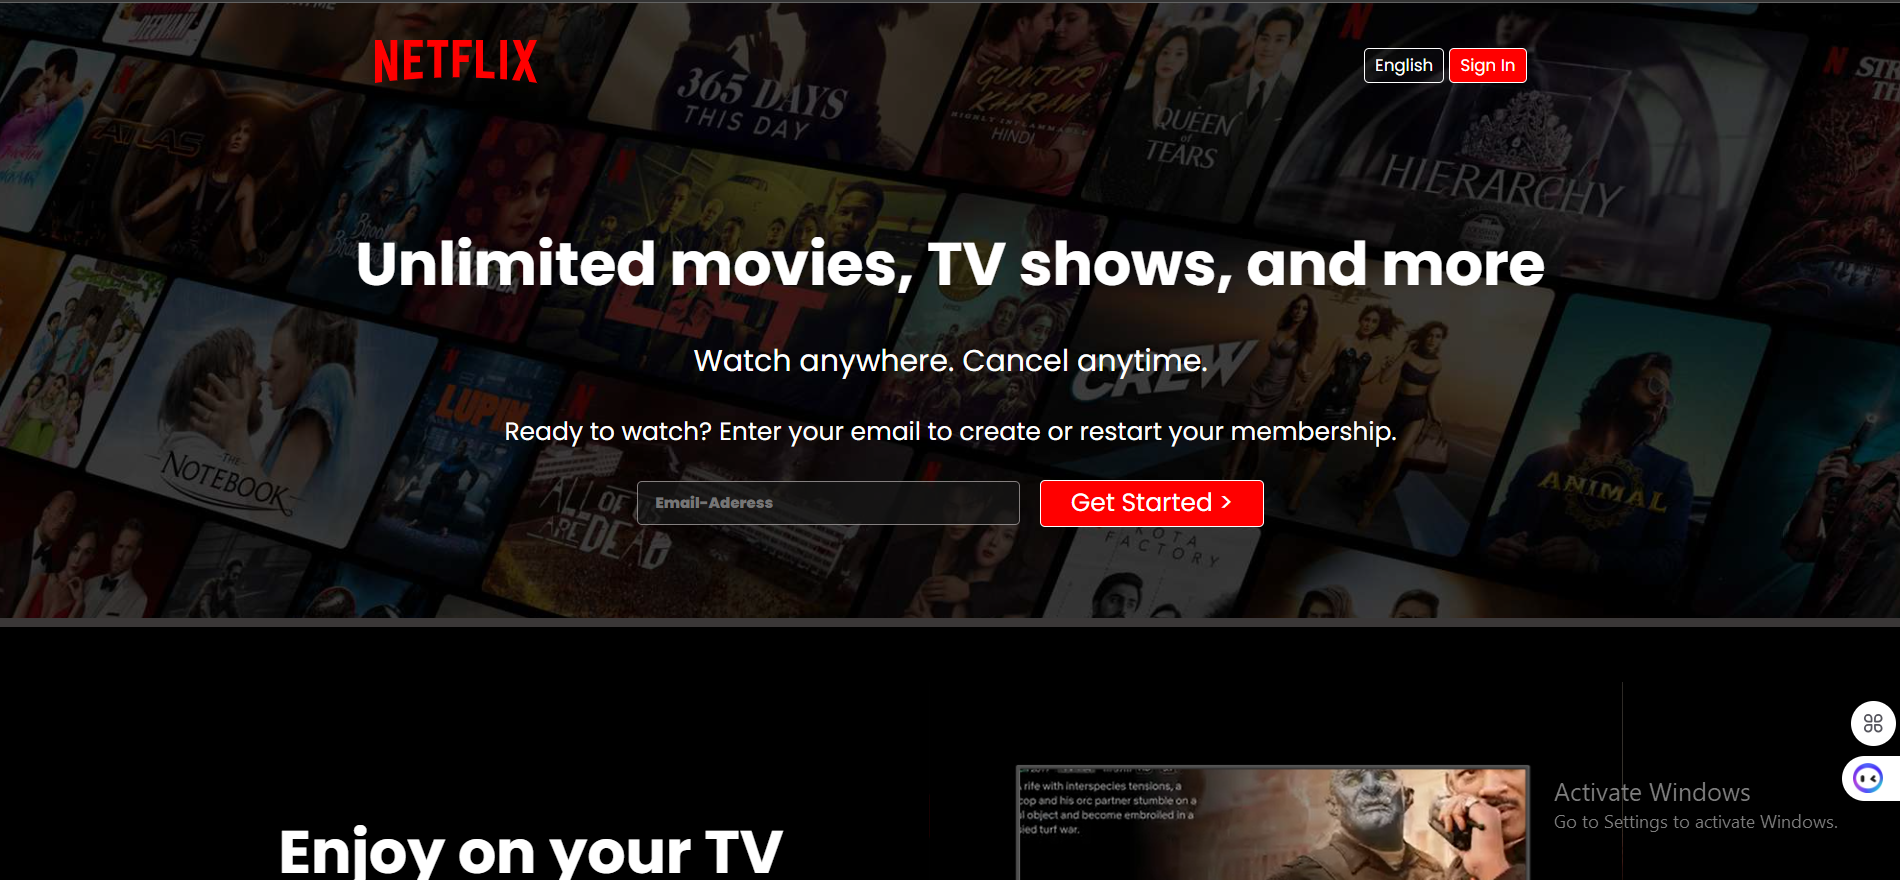 NETFLIX
English
Sign In
365 DAYS
THIS DAY
GUNTUR
KAARAM
HIGHLY INFLAMMABLE
HINDI
QUEEN
of
TEARS
HIERARCHY
ATLAS
Unlimited movies, TV shows, and more
LIFT
Watch anywhere. Cancel anytime.
CREW
LUPIN
Ready to watch? Enter your email to create or restart your membership.
THE
NOTEBOOK
ANIMAL
Email-Aderess
Get Started >
ALL OF
ARE DEAD
KOTA
FACTORY
Enjoy on your TV
rife with interspecies tensions, a
cop and his orc partner stumble on a
object and become embroiled in a
turf war.
Activate Windows
Go to Settings to activate Windows.